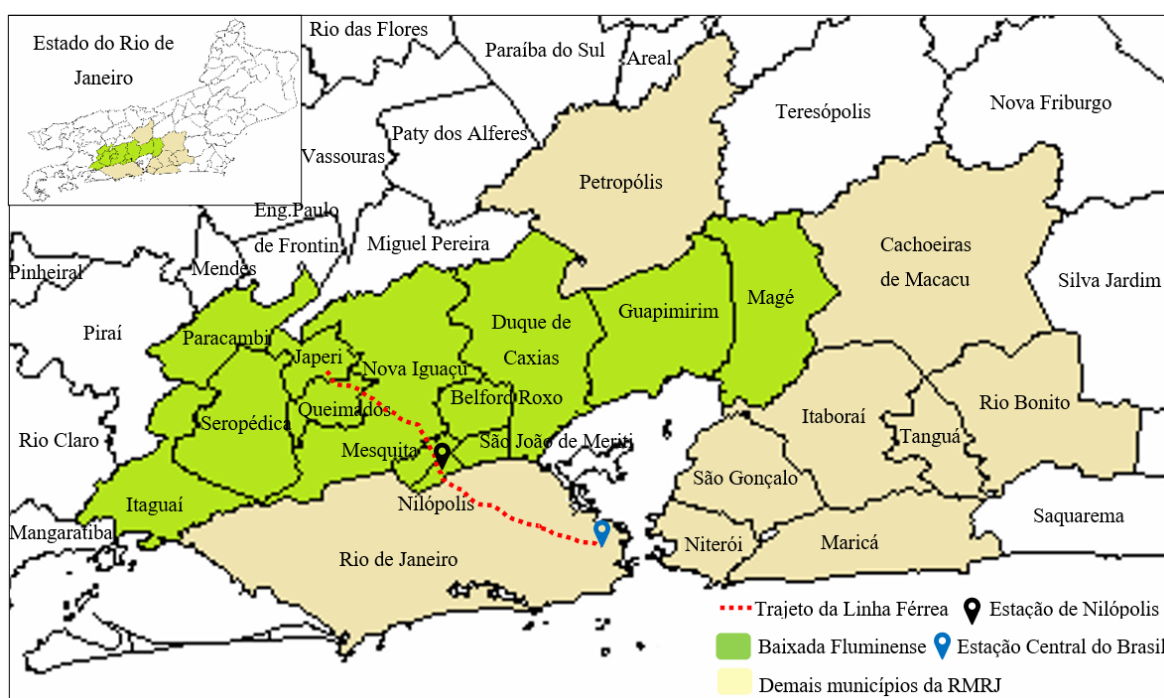 Estado do Rio de
Janeiro
Rio das Flores
Paraíba do Sul
Areal
Teresópolis
Nova Friburgo
Paty dos Alferes
Vassouras
Petropólis
Eng.Paulo
de Frontin
Miguel Pereira
Mendes
Pinheiral
Cachoeiras
de Macacu
Silva Jardim
Piraí
Paracambi
Guapimirim
Magé
Duque de
Caxias
Japeri
Nova Iguaçu
Belford Roxo
Queimados
Seropédica
Rio Claro
Mesquita
São João de Meriti
Itaboraí
Tanguá
Rio Bonito
São Gonçalo
Itaguaí
Nilópolis
Mangaratiba
Rio de Janeiro
Niterói
Maricá
Saquarema
Trajeto da Linha Férrea
Estação de Nilópolis
Baixada Fluminense
Estação Central do Brasil
Demais municípios da RMRJ